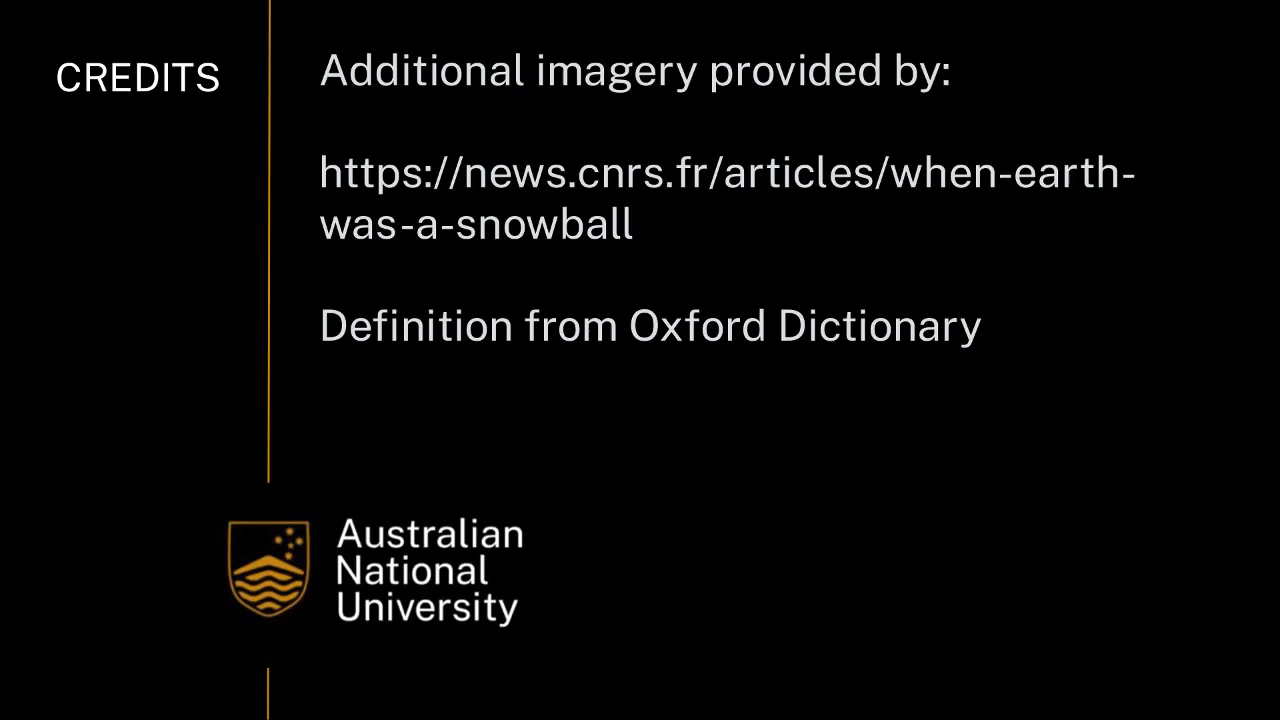 CREDITS
Additional imagery provided by:
https://news.cnrs.fr/articles/when-earth-
was-a-snowball
Definition from Oxford Dictionary
Australian
National
University